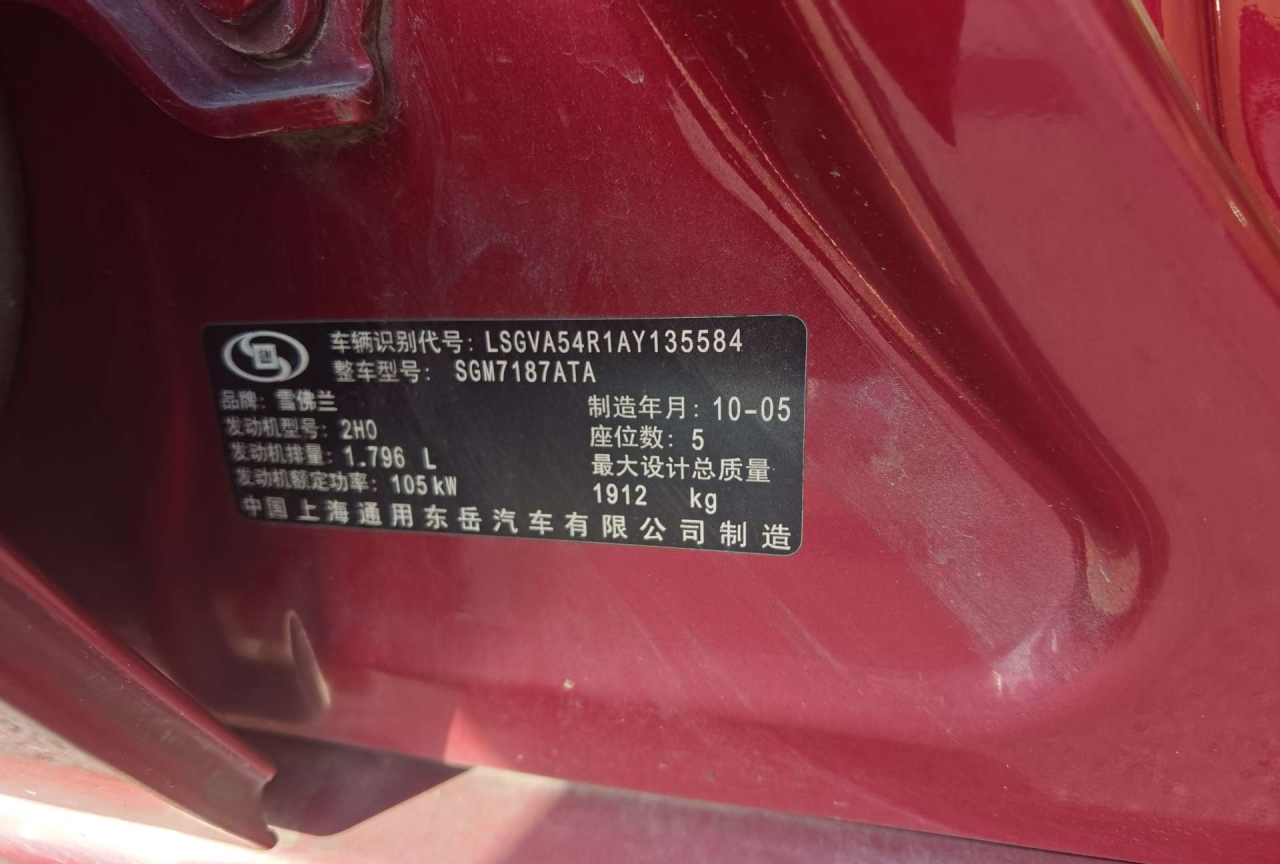 GM
车辆识别代号: LSGVA54R1AY135584
整车型号: SGM7187ATA
品牌: 雪佛兰
发动机型号: 2H0
发动机排量: 1.796 L
发动机额定功率: 105kW
制造年月: 10-05
座位数: 5
最大设计总质量
1912 kg
中国上海通用东岳汽车有限公司制造